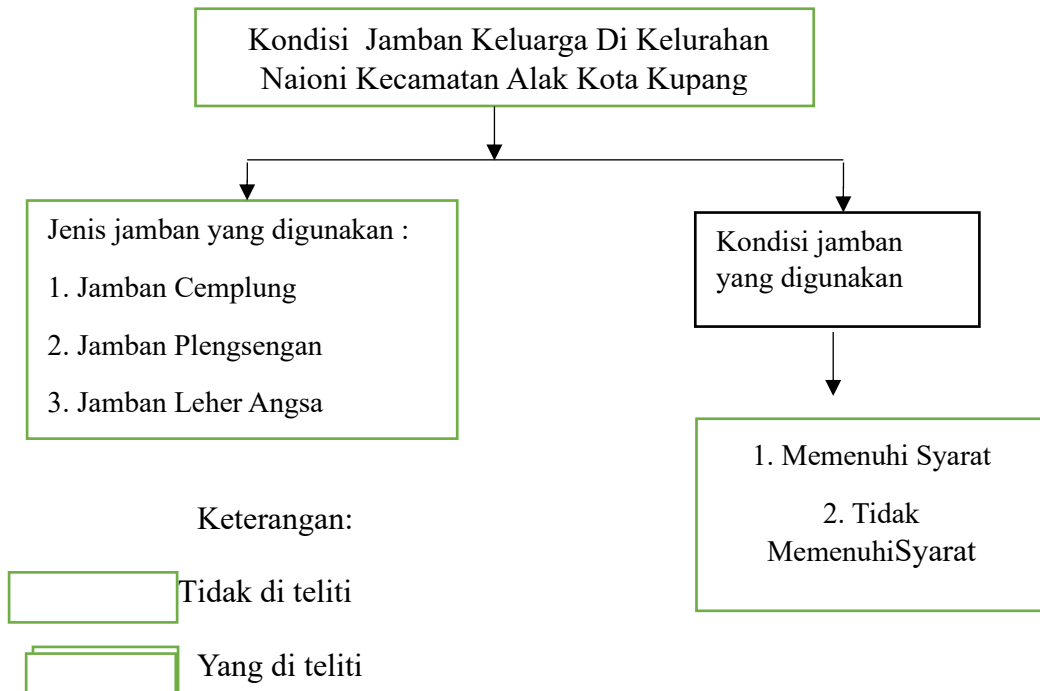 Kondisi Jamban Keluarga Di Kelurahan
Naioni Kecamatan Alak Kota Kupang
Jenis jamban yang digunakan :
1. Jamban Cemplung
2. Jamban Plengsengan
3. Jamban Leher Angsa
Kondisi jamban
yang digunakan
1. Memenuhi Syarat
2. Tidak
MemenuhiSyarat
Keterangan:
Tidak di teliti
Yang di teliti